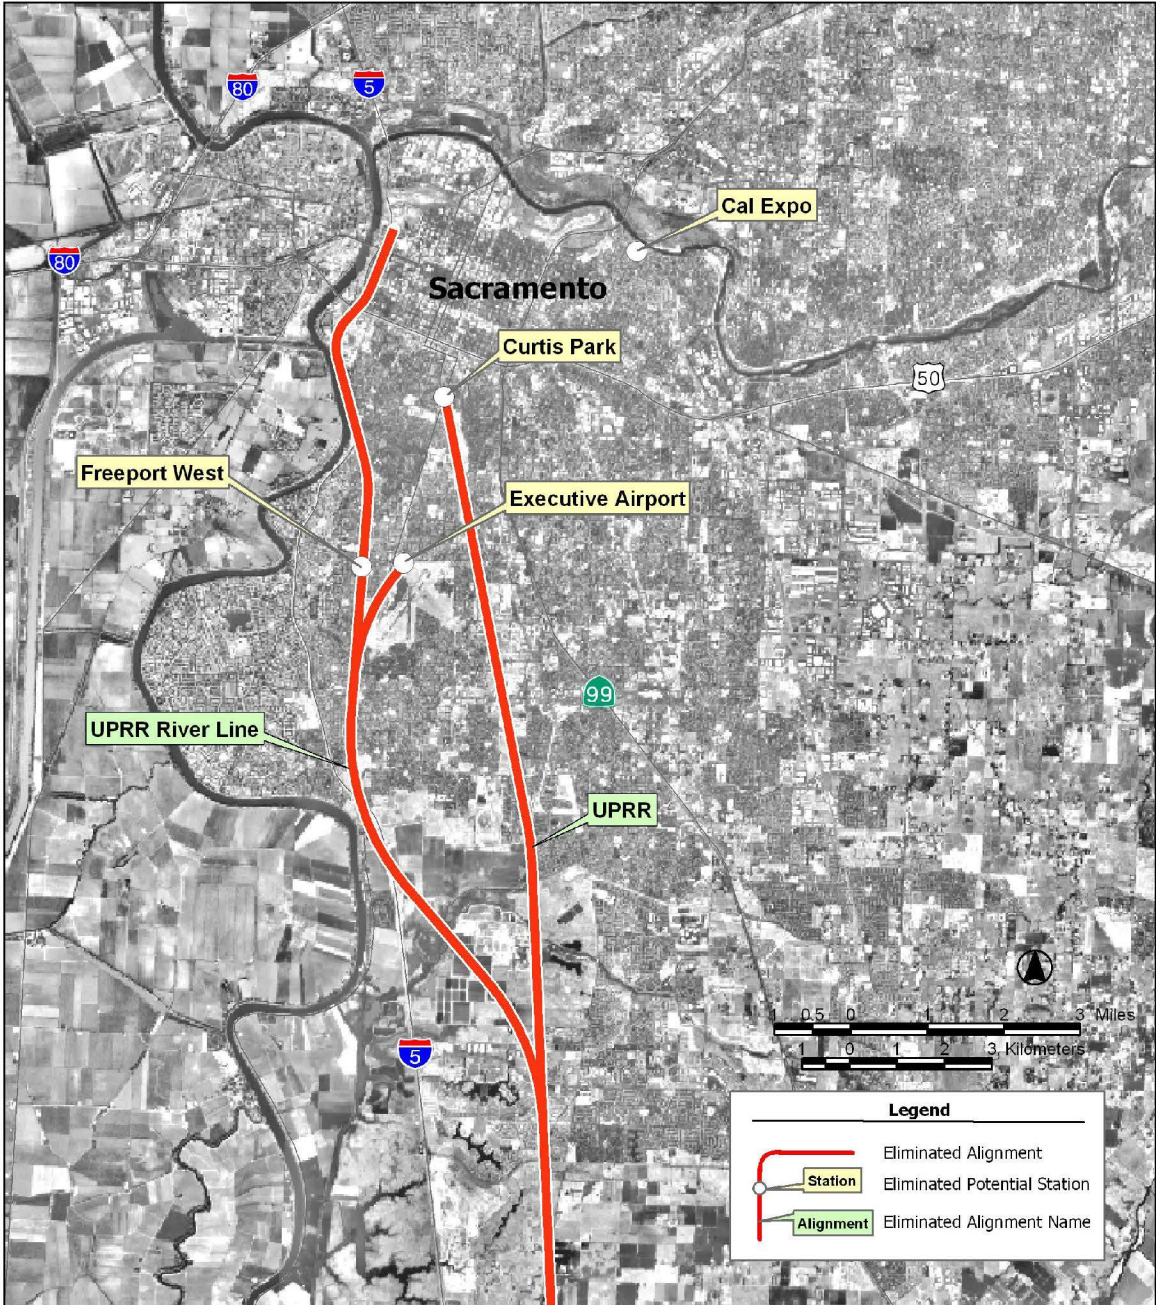 80
5
Cal Expo
80
Sacramento
Curtis Park
50
Freeport West
Executive Airport
99
UPRR River Line
UPRR
1 0.5 0 1 2 3 Miles
1 0 1 2 3 Kilometers
5
Legend
Eliminated Alignment
Station Eliminated Potential Station
Alignment Eliminated Alignment Name